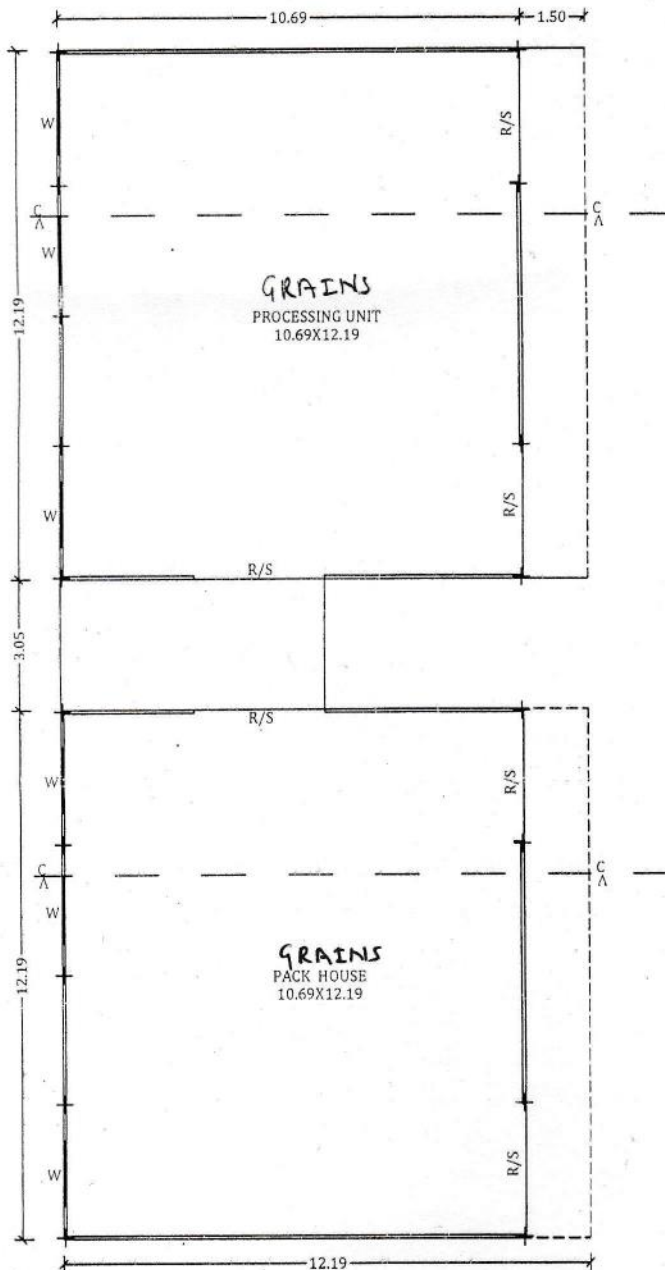 10.69
1.50
W
R/S
C
C
W
12.19
GRAINS
PROCESSING UNIT
10.69X12.19
W
R/S
R/S
3.05
R/S
W
R/S
C
C
W
GRAINS
PACK HOUSE
10.69X12.19
12.19
W
R/S
12.19